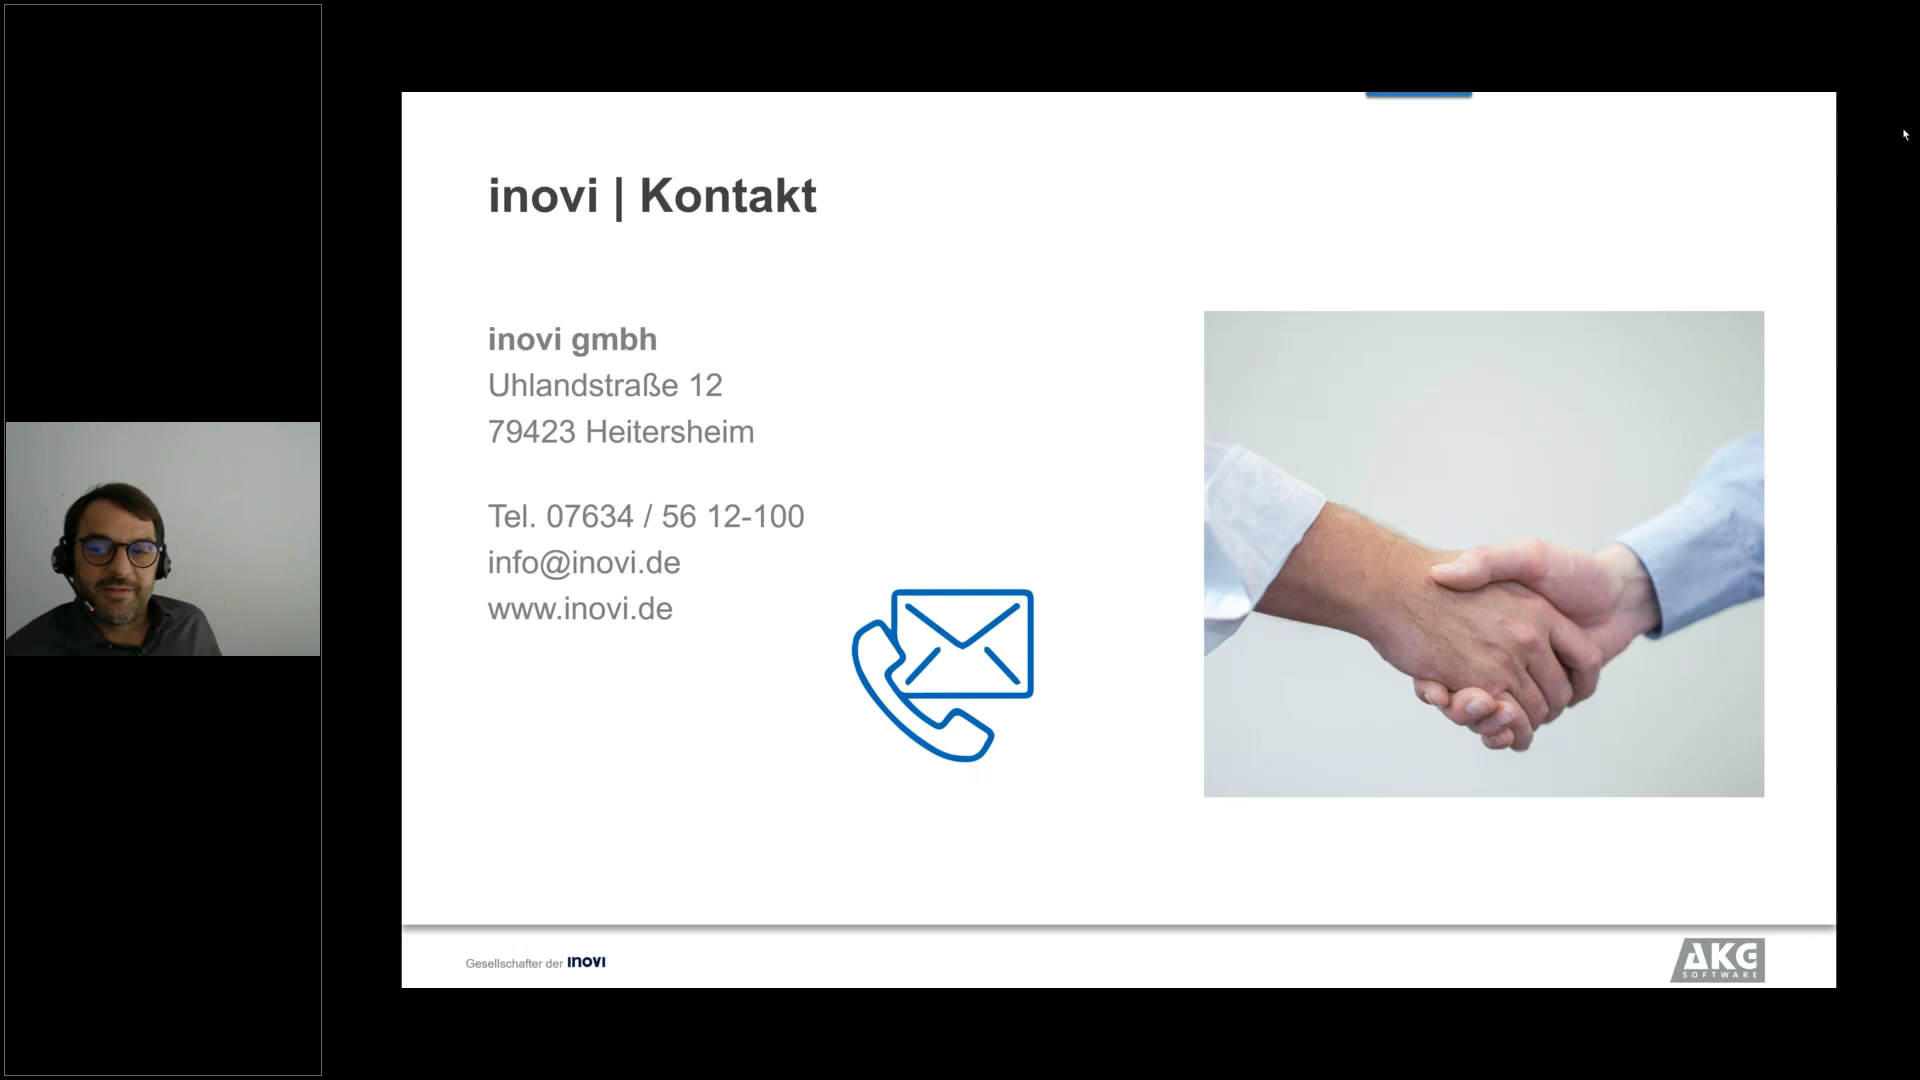 inovi | Kontakt
inovi gmbh
Uhlandstraße 12
79423 Heitersheim
Tel. 07634 / 56 12-100
info@inovi.de
www.inovi.de
Gesellschafter der inovi
AKG
SOFTWARE